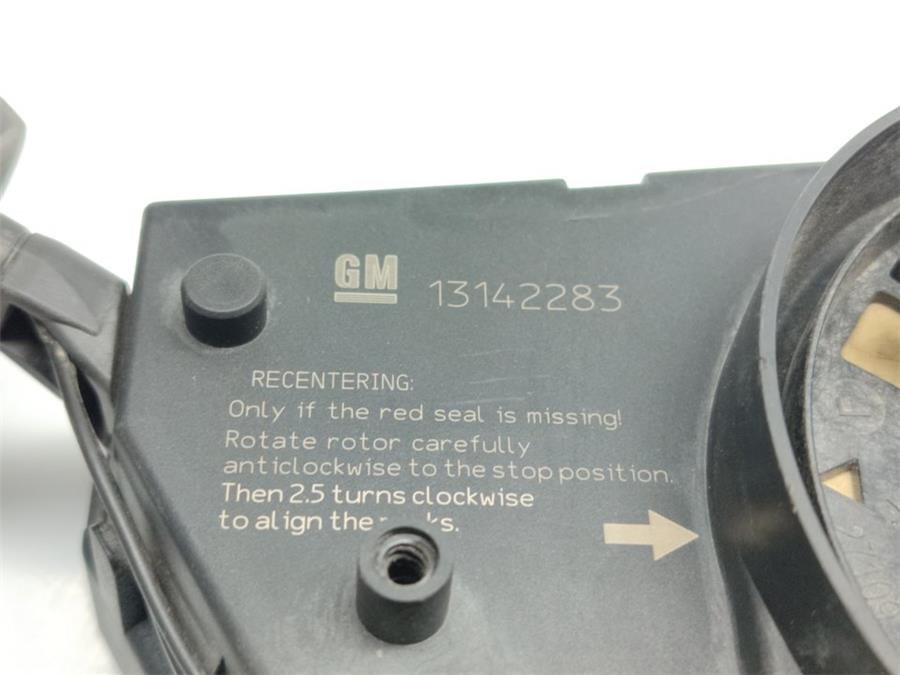 GM 13142283
RECENTERING:
Only if the red seal is missing!
Rotate rotor carefully
anticlockwise to the stop position.
Then 2.5 turns clockwise
to align the